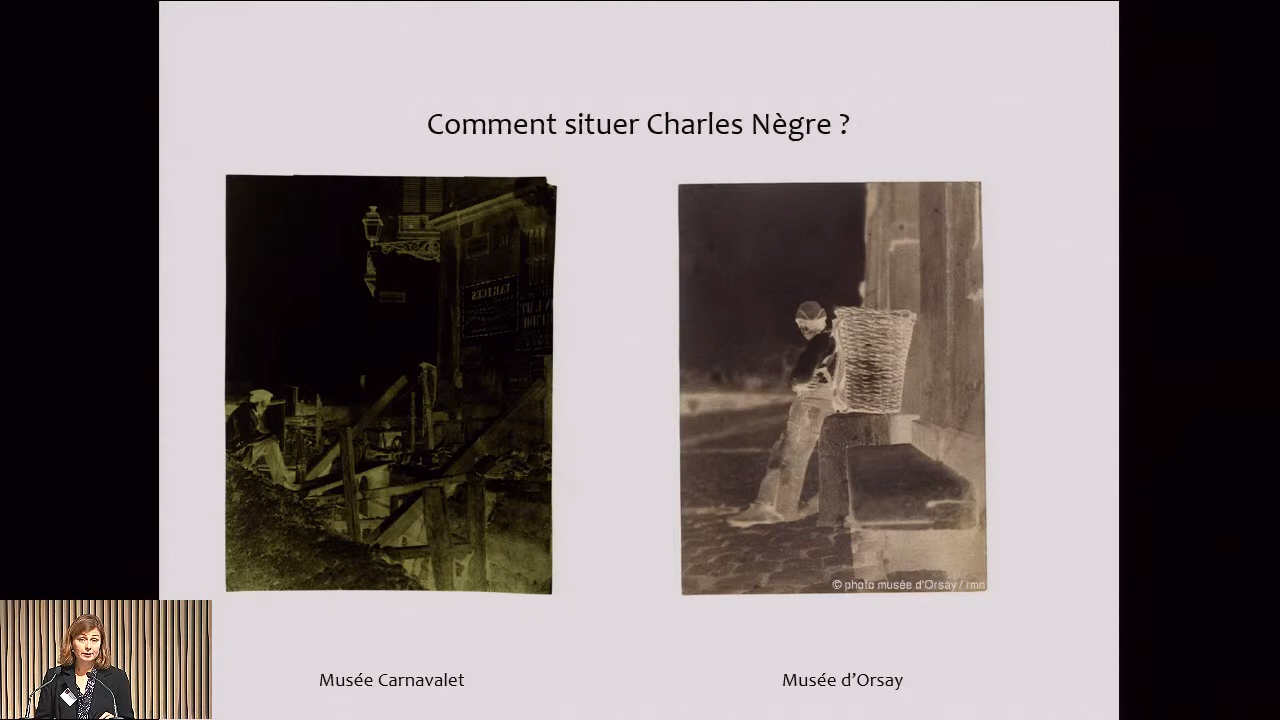 Comment situer Charles Nègre ?
© photo musée d'Orsay / rmn
Musée Carnavalet
Musée d’Orsay